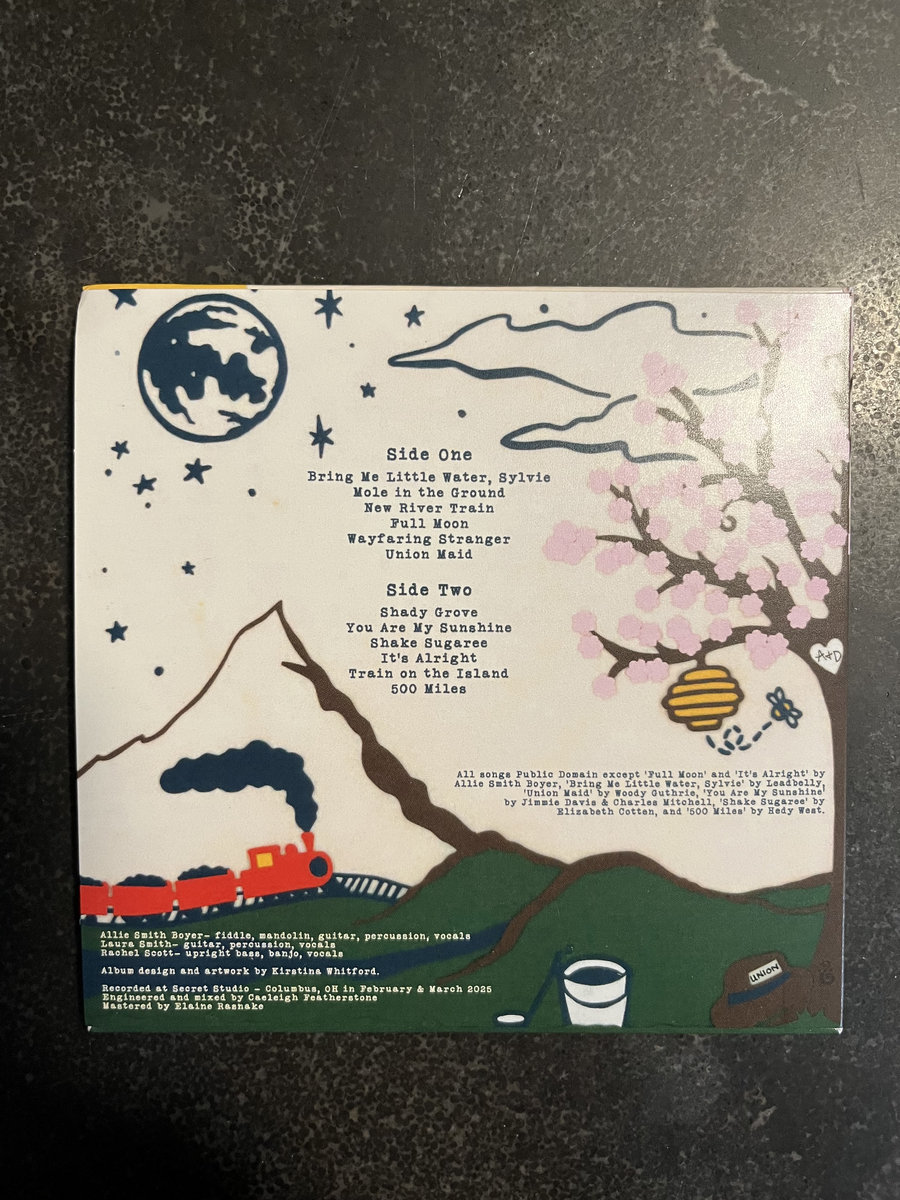 Side One
Bring Me Little Water, Sylvie
Mole in the Ground
New River Train
Full Moon
Wayfaring Stranger
Union Maid
Side Two
Shady Grove
You Are My Sunshine
Shake Sugaree
It's Alright
Train on the Island
500 Miles
A+D
All songs Public Domain except 'Full Moon' and 'It's Alright' by
Allie Smith Boyer, 'Bring Me Little Water, Sylvie' by Leadbelly,
'Union Maid' by Woody Guthrie, 'You Are My Sunshine'
by Jimmie Davis & Charles Mitchell, 'Shake Sugaree' by
Elizabeth Cotten, and '500 Miles' by Hedy West.
Allie Smith Boyer- fiddle, mandolin, guitar, percussion, vocals
Laura Smith- guitar, percussion, vocals
Rachel Scott- upright bass, banjo, vocals
Album design and artwork by Kirstina Whitford.
Recorded at Secret Studio - Columbus, OH in February & March 2025
Engineered and mixed by Caeleigh Featherstone
Mastered by Elaine Rasnake
UNION